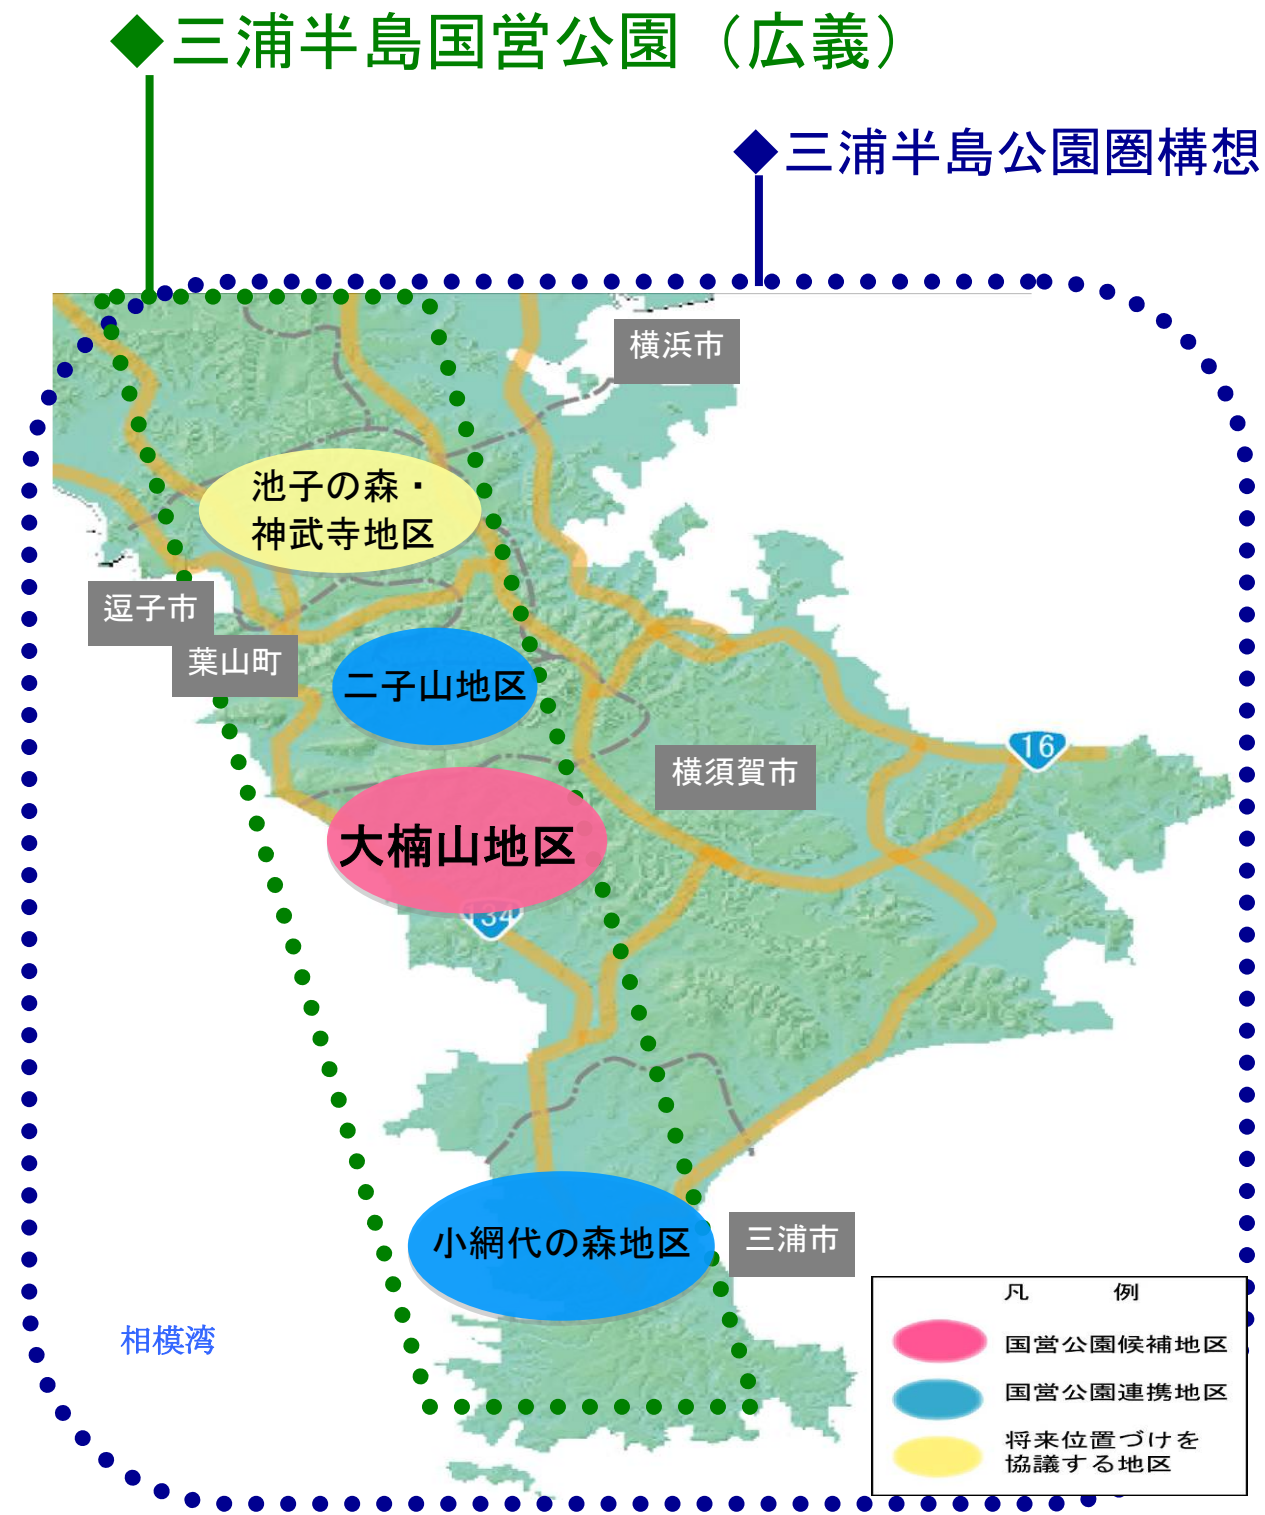 ◆三浦半島国営公園（広義）
◆三浦半島公園圏構想
横浜市
池子の森・
神武寺地区
逗子市
葉山町
二子山地区
16
横須賀市
大楠山地区
134
小網代の森地区
三浦市
相模湾
凡 例
国営公園候補地区
国営公園連携地区
将来位置づけを
協議する地区